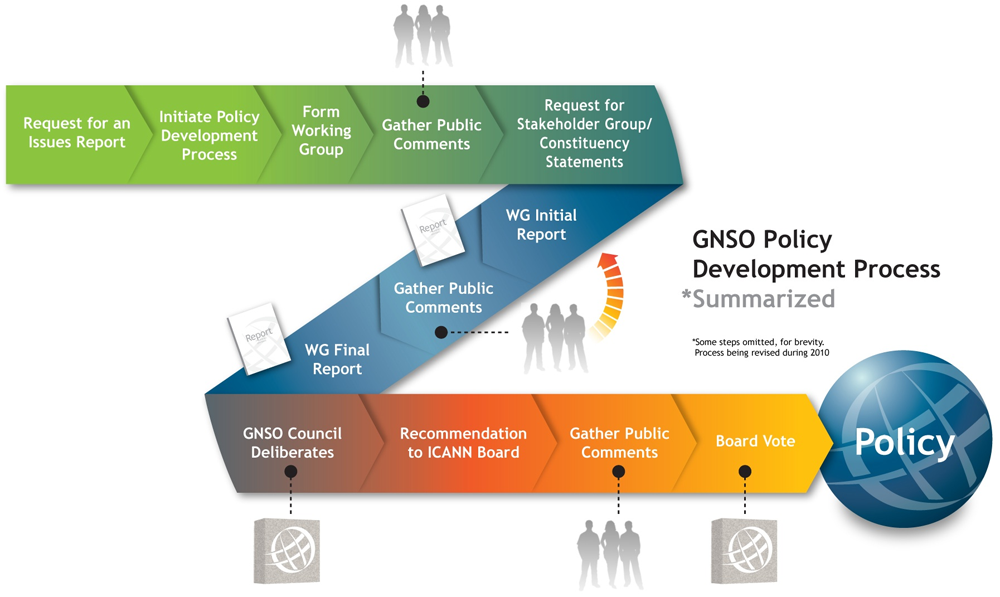 Request for an
Issues Report
Initiate Policy
Development
Process
Form
Working
Group
Gather Public
Comments
Request for
Stakeholder Group/
Constituency
Statements
WG Initial
Report
Report
Gather Public
Comments
Report
WG Final
Report
GNSO Policy
Development Process
*Summarized
*Some steps omitted, for brevity.
Process being revised during 2010
GNSO Council
Deliberates
Recommendation
to ICANN Board
Gather Public
Comments
Board Vote
Policy